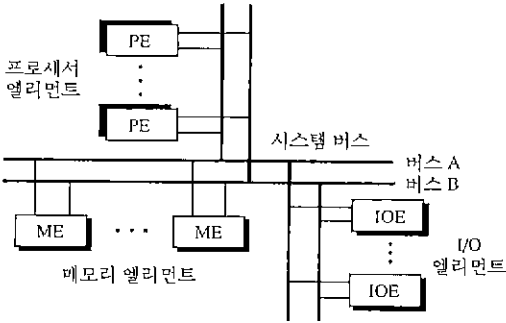 PE
프로세서
엘리먼트
PE
시스템 버스
버스 A
버스 B
ME
... ME
IOE
I/O
엘리먼트
메모리 엘리먼트
IOE